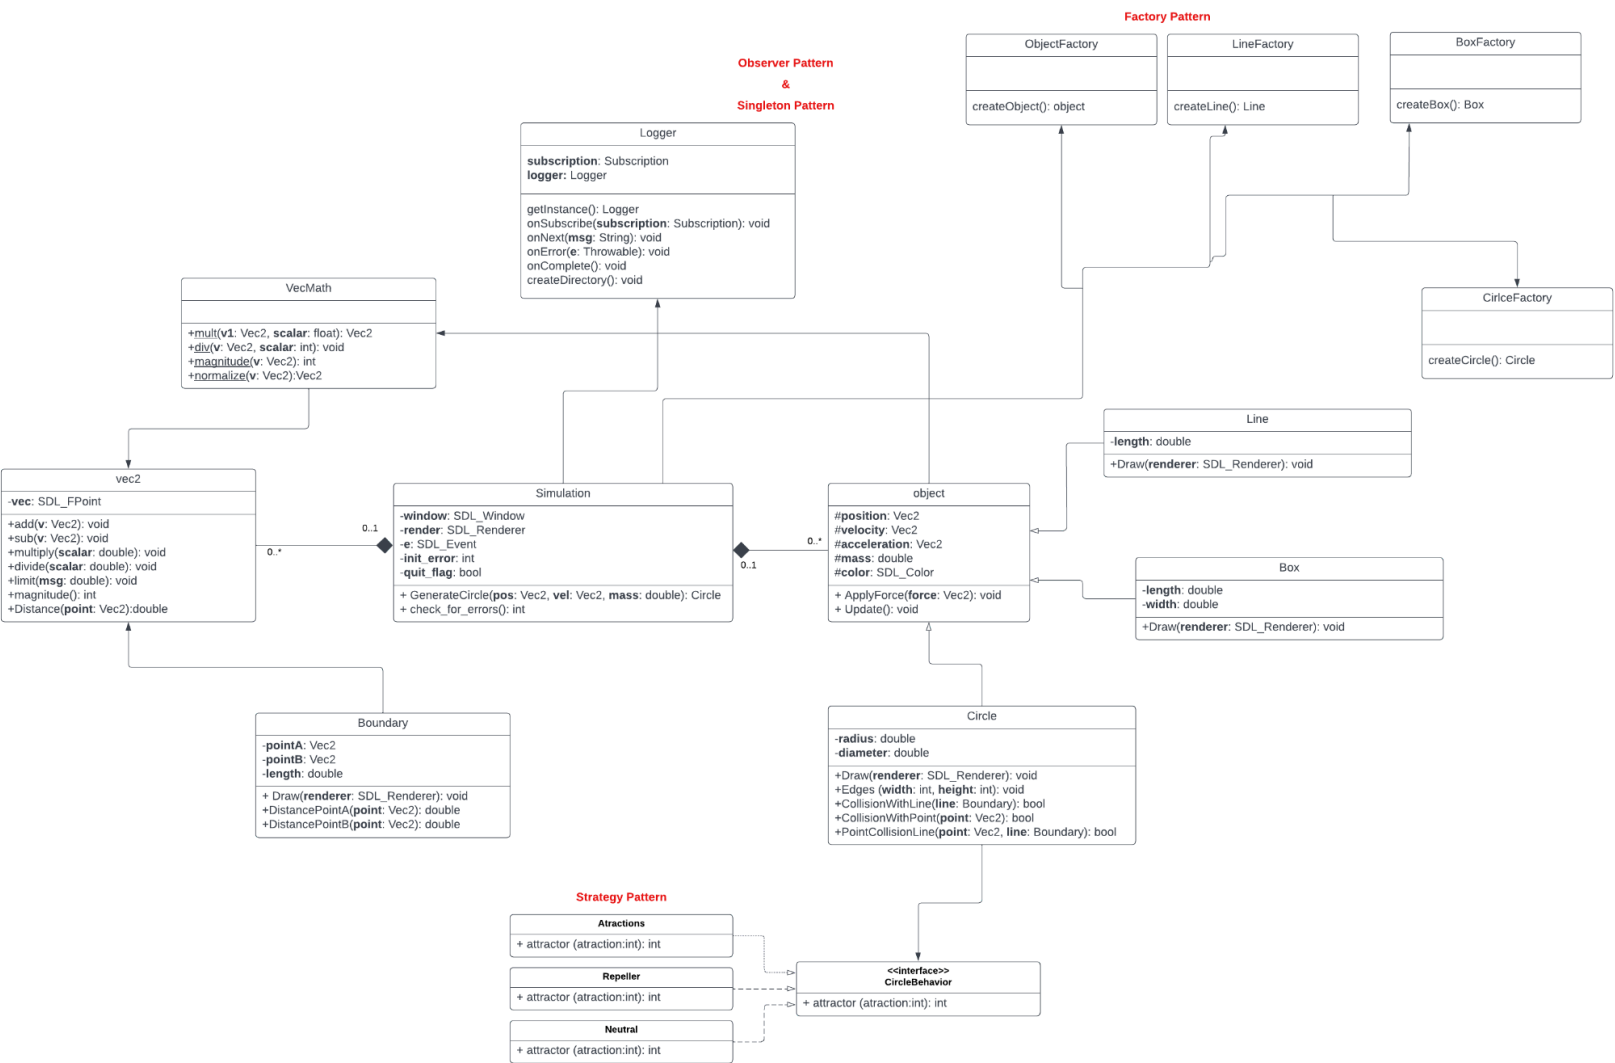 Factory Pattern
ObjectFactory
createObject(): object
LineFactory
createLine(): Line
BoxFactory
createBox(): Box
Observer Pattern
&
Singleton Pattern
Logger
subscription: Subscription
logger: Logger
getInstance(): Logger
onSubscribe(subscription: Subscription): void
onNext(msg: String): void
onError(e: Throwable): void
onComplete(): void
createDirectory(): void
VecMath
+mult(v1: Vec2, scalar: float): Vec2
+div(v: Vec2, scalar: int): void
+magnitude(v: Vec2): int
+normalize(v: Vec2):Vec2
CirlceFactory
createCircle(): Circle
Line
-length: double
+Draw(renderer: SDL_Renderer): void
vec2
-vec: SDL_FPoint
+add(v: Vec2): void
+sub(v: Vec2): void
+multiply(scalar: double): void
+divide(scalar: double): void
+limit(msg: double): void
+magnitude(): int
+Distance(point: Vec2):double
0..*
0..1
Simulation
-window: SDL_Window
-render: SDL_Renderer
-e: SDL_Event
-init_error: int
-quit_flag: bool
+ GenerateCircle(pos: Vec2, vel: Vec2, mass: double): Circle
+ check_for_errors(): int
0..1
0..*
object
#position: Vec2
#velocity: Vec2
#acceleration: Vec2
#mass: double
#color: SDL_Color
+ ApplyForce(force: Vec2): void
+ Update(): void
Box
-length: double
-width: double
+Draw(renderer: SDL_Renderer): void
Boundary
-pointA: Vec2
-pointB: Vec2
-length: double
+ Draw(renderer: SDL_Renderer): void
+DistancePointA(point: Vec2): double
+DistancePointB(point: Vec2): double
Circle
-radius: double
-diameter: double
+Draw(renderer: SDL_Renderer): void
+Edges (width: int, height: int): void
+CollisionWithLine(line: Boundary): bool
+CollisionWithPoint(point: Vec2): bool
+PointCollisionLine(point: Vec2, line: Boundary): bool
Strategy Pattern
Atractions
+ attractor (atraction:int): int
Repeller
+ attractor (atraction:int): int
Neutral
+ attractor (atraction:int): int
<<interface>>
CircleBehavior
+ attractor (atraction:int): int